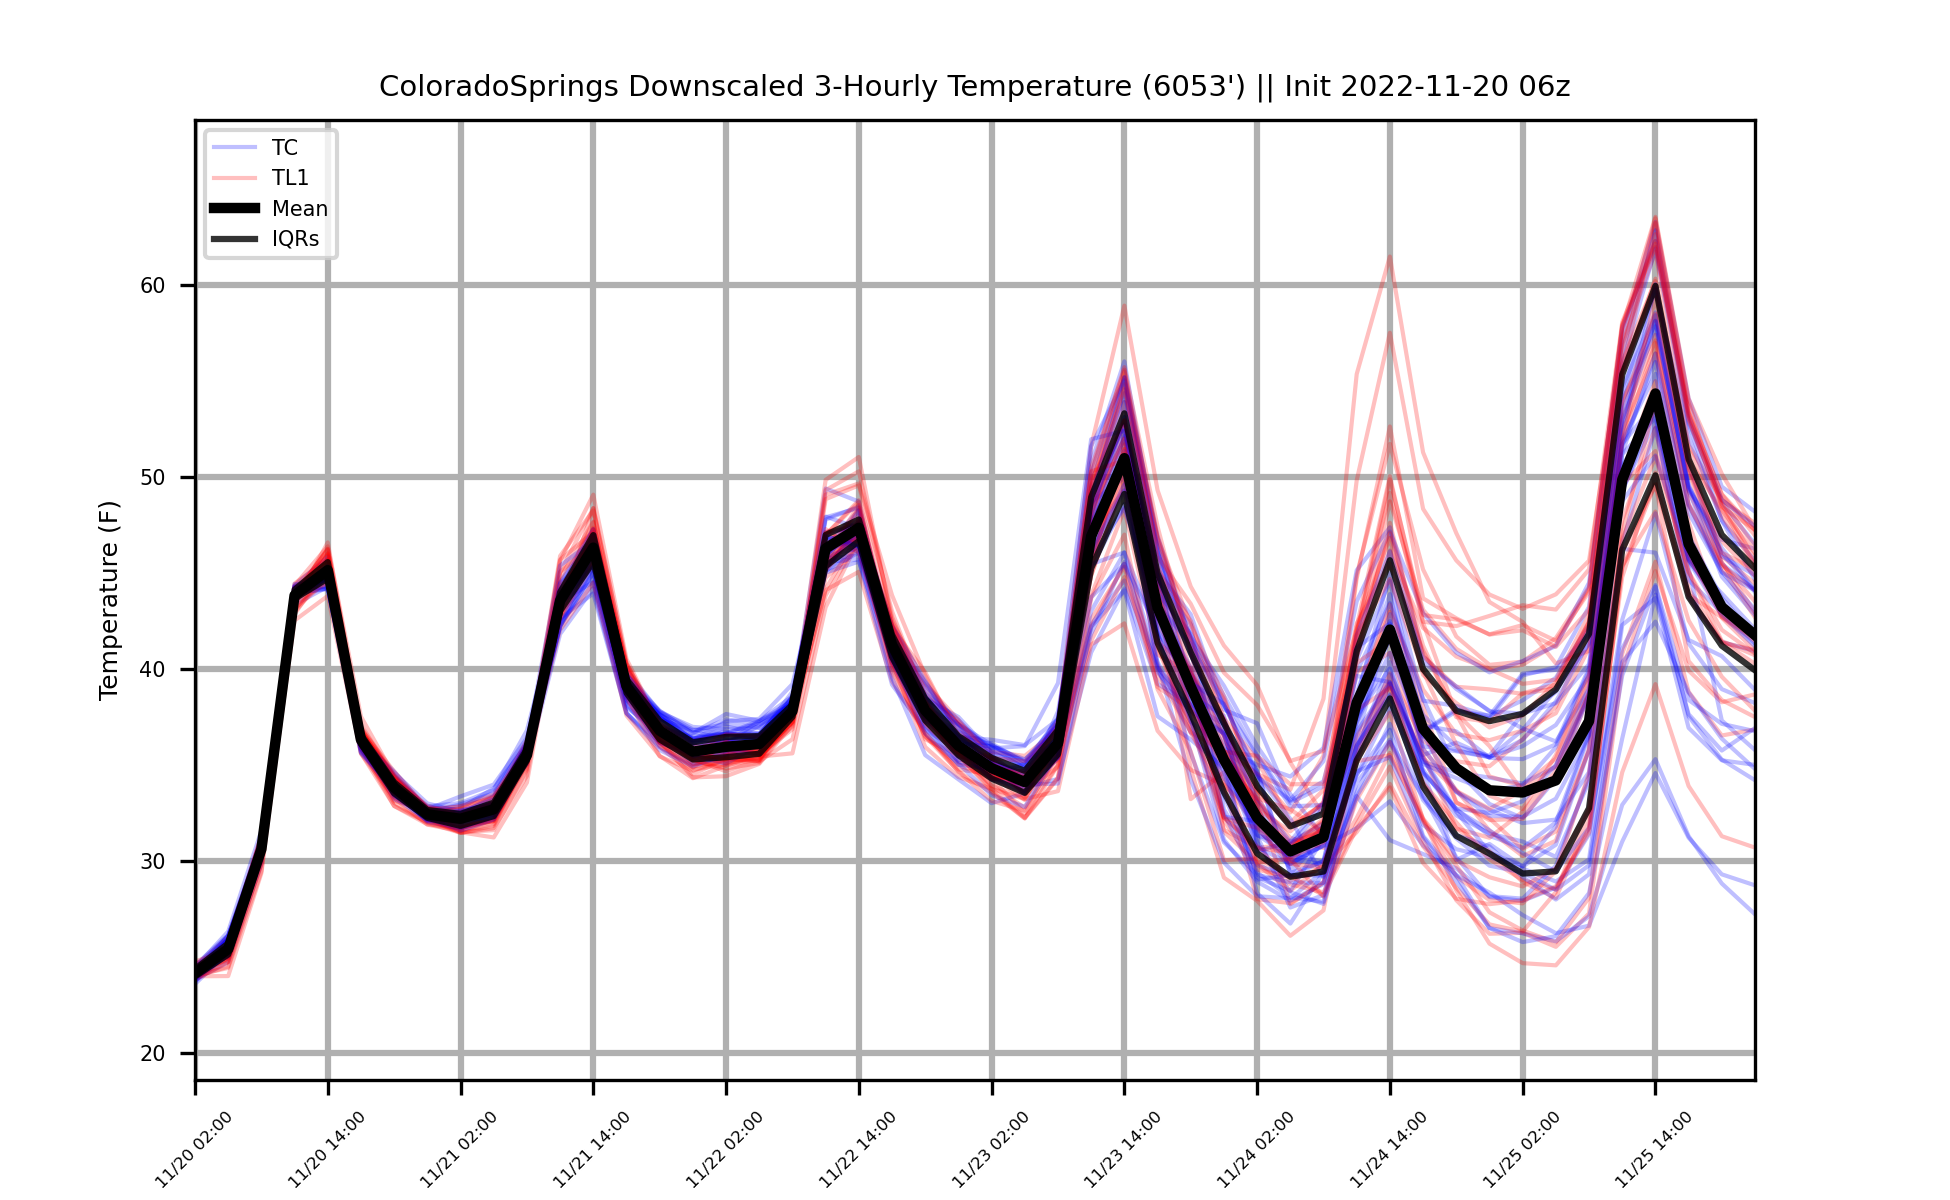 ColoradoSprings Downscaled 3-Hourly Temperature (6053') || Init 2022-11-20 06z
TC
TL1
Mean
IQRs
Temperature (F)
60
50
40
30
20
11/20 02:00
11/20 14:00
11/21 02:00
11/21 14:00
11/22 02:00
11/22 14:00
11/23 02:00
11/23 14:00
11/24 02:00
11/24 14:00
11/25 02:00
11/25 14:00